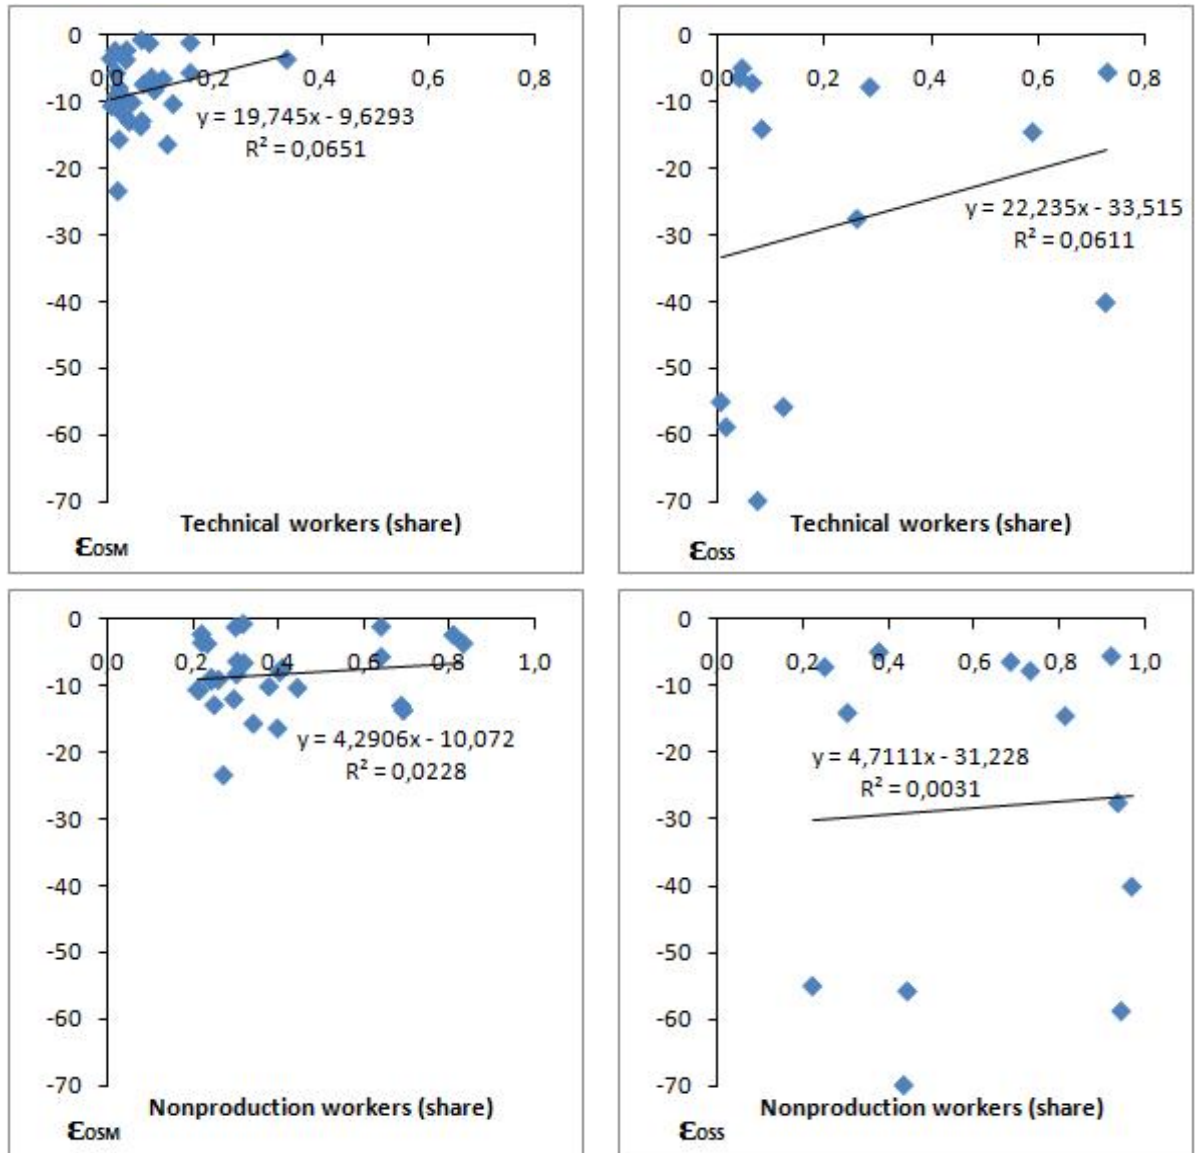 0
0,0 0,2 0,4 0,6 0,8
-10
y = 19,745x - 9,6293
R² = 0,0651
-20
-30
-40
-50
-60
-70
Technical workers (share)
εOSM
0
0,0 0,2 0,4 0,6 0,8
-10
-20
y = 22,235x - 33,515
R² = 0,0611
-30
-40
-50
-60
-70
Technical workers (share)
εOSS
0
0,0 0,2 0,4 0,6 0,8 1,0
-10
y = 4,2906x - 10,072
R² = 0,0228
-20
-30
-40
-50
-60
-70
Nonproduction workers (share)
εOSM
0
0,0 0,2 0,4 0,6 0,8 1,0
-10
-20
y = 4,7111x - 31,228
R² = 0,0031
-30
-40
-50
-60
-70
Nonproduction workers (share)
εOSS